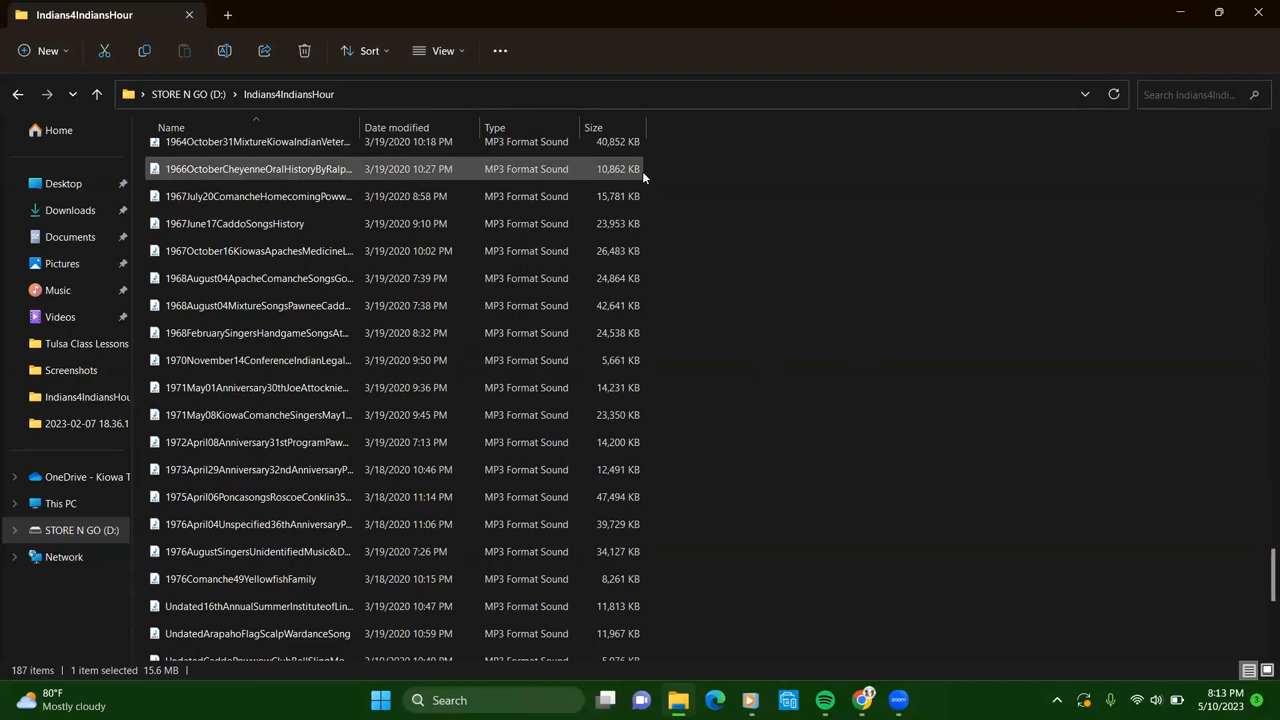 Indians4IndiansHour
New
Sort
View
STORE N GO (D:)
Indians4IndiansHour
Search Indians4Indi...
Home
Desktop
Downloads
Documents
Pictures
Music
Videos
Tulsa Class Lessons
Screenshots
Indians4IndiansHou
2023-02-07 18.36.1
OneDrive - Kiowa T
This PC
STORE N GO (D:)
Network
Name Date modified Type Size
1964October31MixtureKiowaIndianVeter... 3/19/2020 10:18 PM MP3 Format Sound 40,852 KB
1966OctoberCheyenneOralHistoryByRalp... 3/19/2020 10:27 PM MP3 Format Sound 10,862 KB
1967July20ComancheHomecomingPoww... 3/19/2020 8:58 PM MP3 Format Sound 15,781 KB
1967June17CaddoSongsHistory 3/19/2020 9:10 PM MP3 Format Sound 23,953 KB
1967October16KiowasApachesMedicineL... 3/19/2020 10:02 PM MP3 Format Sound 26,483 KB
1968August04ApacheComancheSongsGo... 3/19/2020 7:39 PM MP3 Format Sound 24,864 KB
1968August04MixtureSongsPawneeCadd... 3/19/2020 7:38 PM MP3 Format Sound 42,641 KB
1968FebruarySingersHandgameSongsAt... 3/19/2020 8:32 PM MP3 Format Sound 24,538 KB
1970November14ConferenceIndianLegal... 3/19/2020 9:50 PM MP3 Format Sound 5,661 KB
1971May01Anniversary30thJoeAttocknie... 3/19/2020 9:36 PM MP3 Format Sound 14,231 KB
1971May08KiowaComancheSingersMay1... 3/19/2020 9:45 PM MP3 Format Sound 23,350 KB
1972April08Anniversary31stProgramPaw... 3/19/2020 7:13 PM MP3 Format Sound 14,200 KB
1973April29Anniversary32ndAnniversaryP... 3/18/2020 10:46 PM MP3 Format Sound 12,491 KB
1975April06PoncasongsRoscoeConklin35... 3/18/2020 11:14 PM MP3 Format Sound 47,494 KB
1976April04Unspecified36thAnniversaryP... 3/18/2020 11:06 PM MP3 Format Sound 39,729 KB
1976AugustSingersUnidentifiedMusic&D... 3/19/2020 7:26 PM MP3 Format Sound 34,127 KB
1976Comanche49YellowfishFamily 3/18/2020 10:15 PM MP3 Format Sound 8,261 KB
Undated16thAnnualSummerInstituteofLin... 3/19/2020 10:47 PM MP3 Format Sound 11,813 KB
UndatedArapahoFlagScalpWardanceSong 3/19/2020 10:59 PM MP3 Format Sound 11,967 KB
187 items 1 item selected 15.6 MB
80°F
Mostly cloudy
Search
zoom
8:13 PM
5/10/2023
3